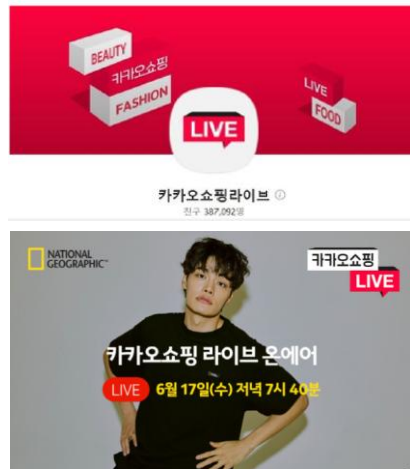 BEAUTY
카카오쇼핑
FASHION
LIVE
FOOD
LIVE
카카오쇼핑라이브
친구 387,092명
NATIONAL
GEOGRAPHIC™
카카오쇼핑
LIVE
카카오쇼핑 라이브 온에어
LIVE 6월 17일(수) 저녁 7시 40분